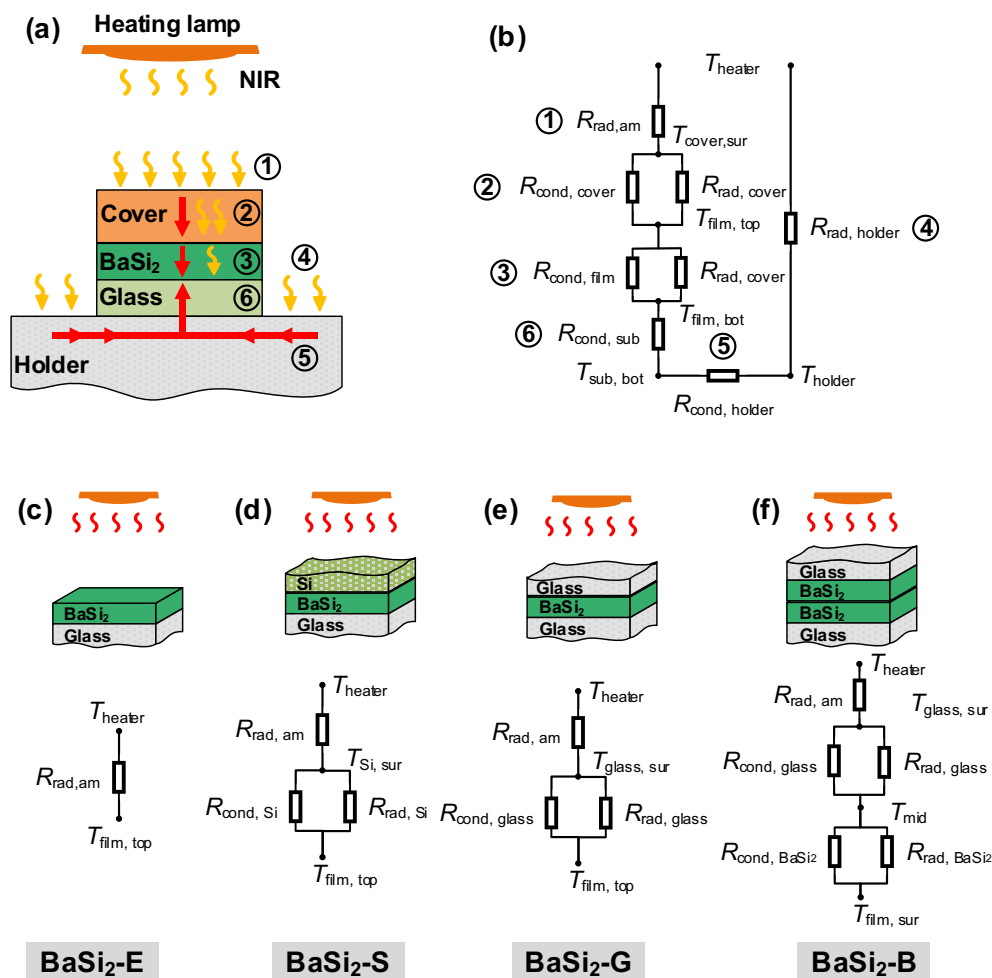 (a)
Heating lamp
NIR
①
Cover
②
BaSi2
③
④
Glass
⑥
Holder
⑤
(b)
Theater
① Rrad,am
Tcover,sur
② Rcond, cover
Rrad, cover
Tfilm, top
Rrad, holder ④
③ Rcond, film
Rrad, cover
Tfilm, bot
⑥ Rcond, sub
⑤
Tsub, bot
Tholder
Rcond, holder
(c)
BaSi2
Glass
Theater
Rrad,am
Tfilm, top
BaSi2-E
(d)
Si
BaSi2
Glass
Theater
Rrad, am
TSi, sur
Rcond, Si
Rrad, Si
Tfilm, top
BaSi2-S
(e)
Glass
BaSi2
Glass
Theater
Rrad, am
Tglass, sur
Rcond, glass
Rrad, glass
Tfilm, top
BaSi2-G
(f)
Glass
BaSi2
BaSi2
Glass
Theater
Rrad, am
Tglass, sur
Rcond, glass
Rrad, glass
Tmid
Rcond, BaSi2
Rrad, BaSi2
Tfilm, sur
BaSi2-B